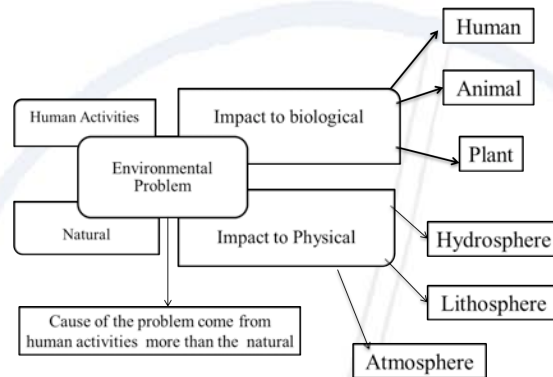 Human
Animal
Plant
Human Activities
Impact to biological
Environmental
Problem
Natural
Impact to Physical
Hydrosphere
Lithosphere
Atmosphere
Cause of the problem come from
human activities more than the natural